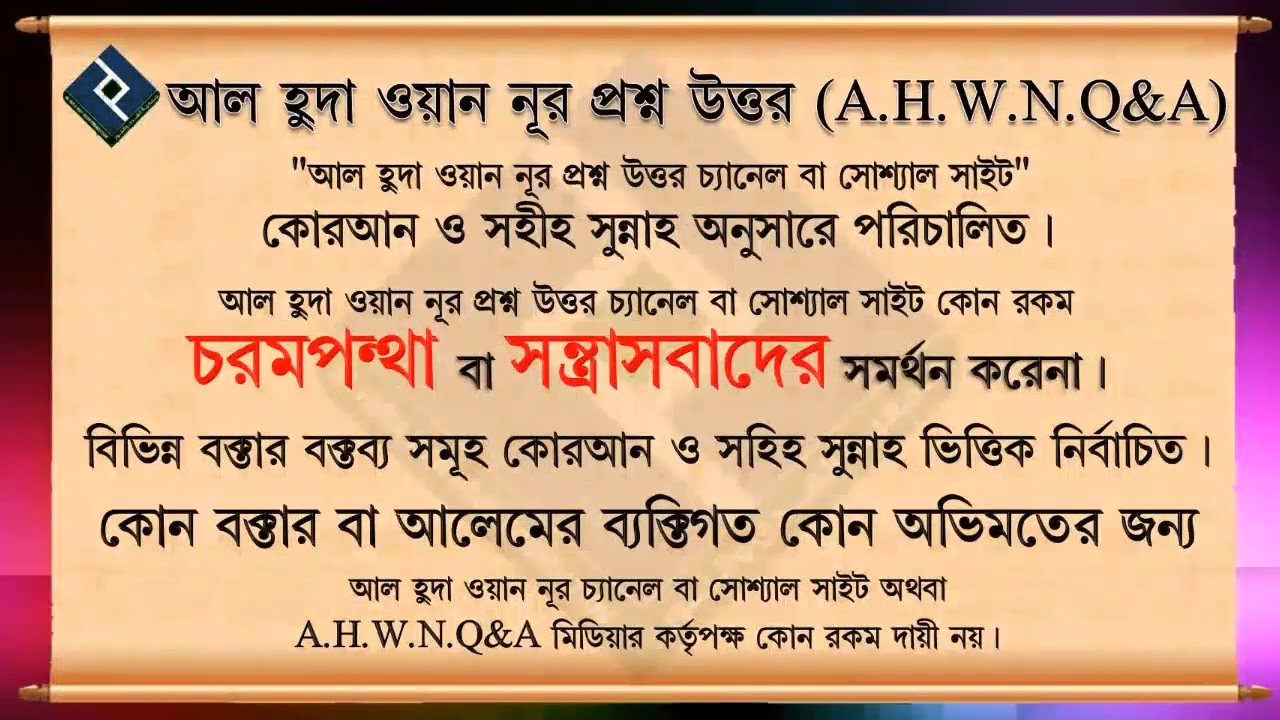 আল হুদা ওয়ান নূর প্রশ্ন উত্তর (A.H.W.N.Q&A)
"আল হুদা ওয়ান নূর প্রশ্ন উত্তর চ্যানেল বা সোশ্যাল সাইট"
কোরআন ও সহীহ সুন্নাহ অনুসারে পরিচালিত।
আল হুদা ওয়ান নূর প্রশ্ন উত্তর চ্যানেল বা সোশ্যাল সাইট কোন রকম
চরমপন্থা বা সন্ত্রাসবাদের সমর্থন করেনা।
বিভিন্ন বক্তার বক্তব্য সমূহ কোরআন ও সহিহ সুন্নাহ ভিত্তিক নির্বাচিত।
কোন বক্তার বা আলেমের ব্যক্তিগত কোন অভিমতের জন্য
আল হুদা ওয়ান নূর চ্যানেল বা সোশ্যাল সাইট অথবা
A.H.W.N.Q&A মিডিয়ার কর্তৃপক্ষ কোন রকম দায়ী নয়।